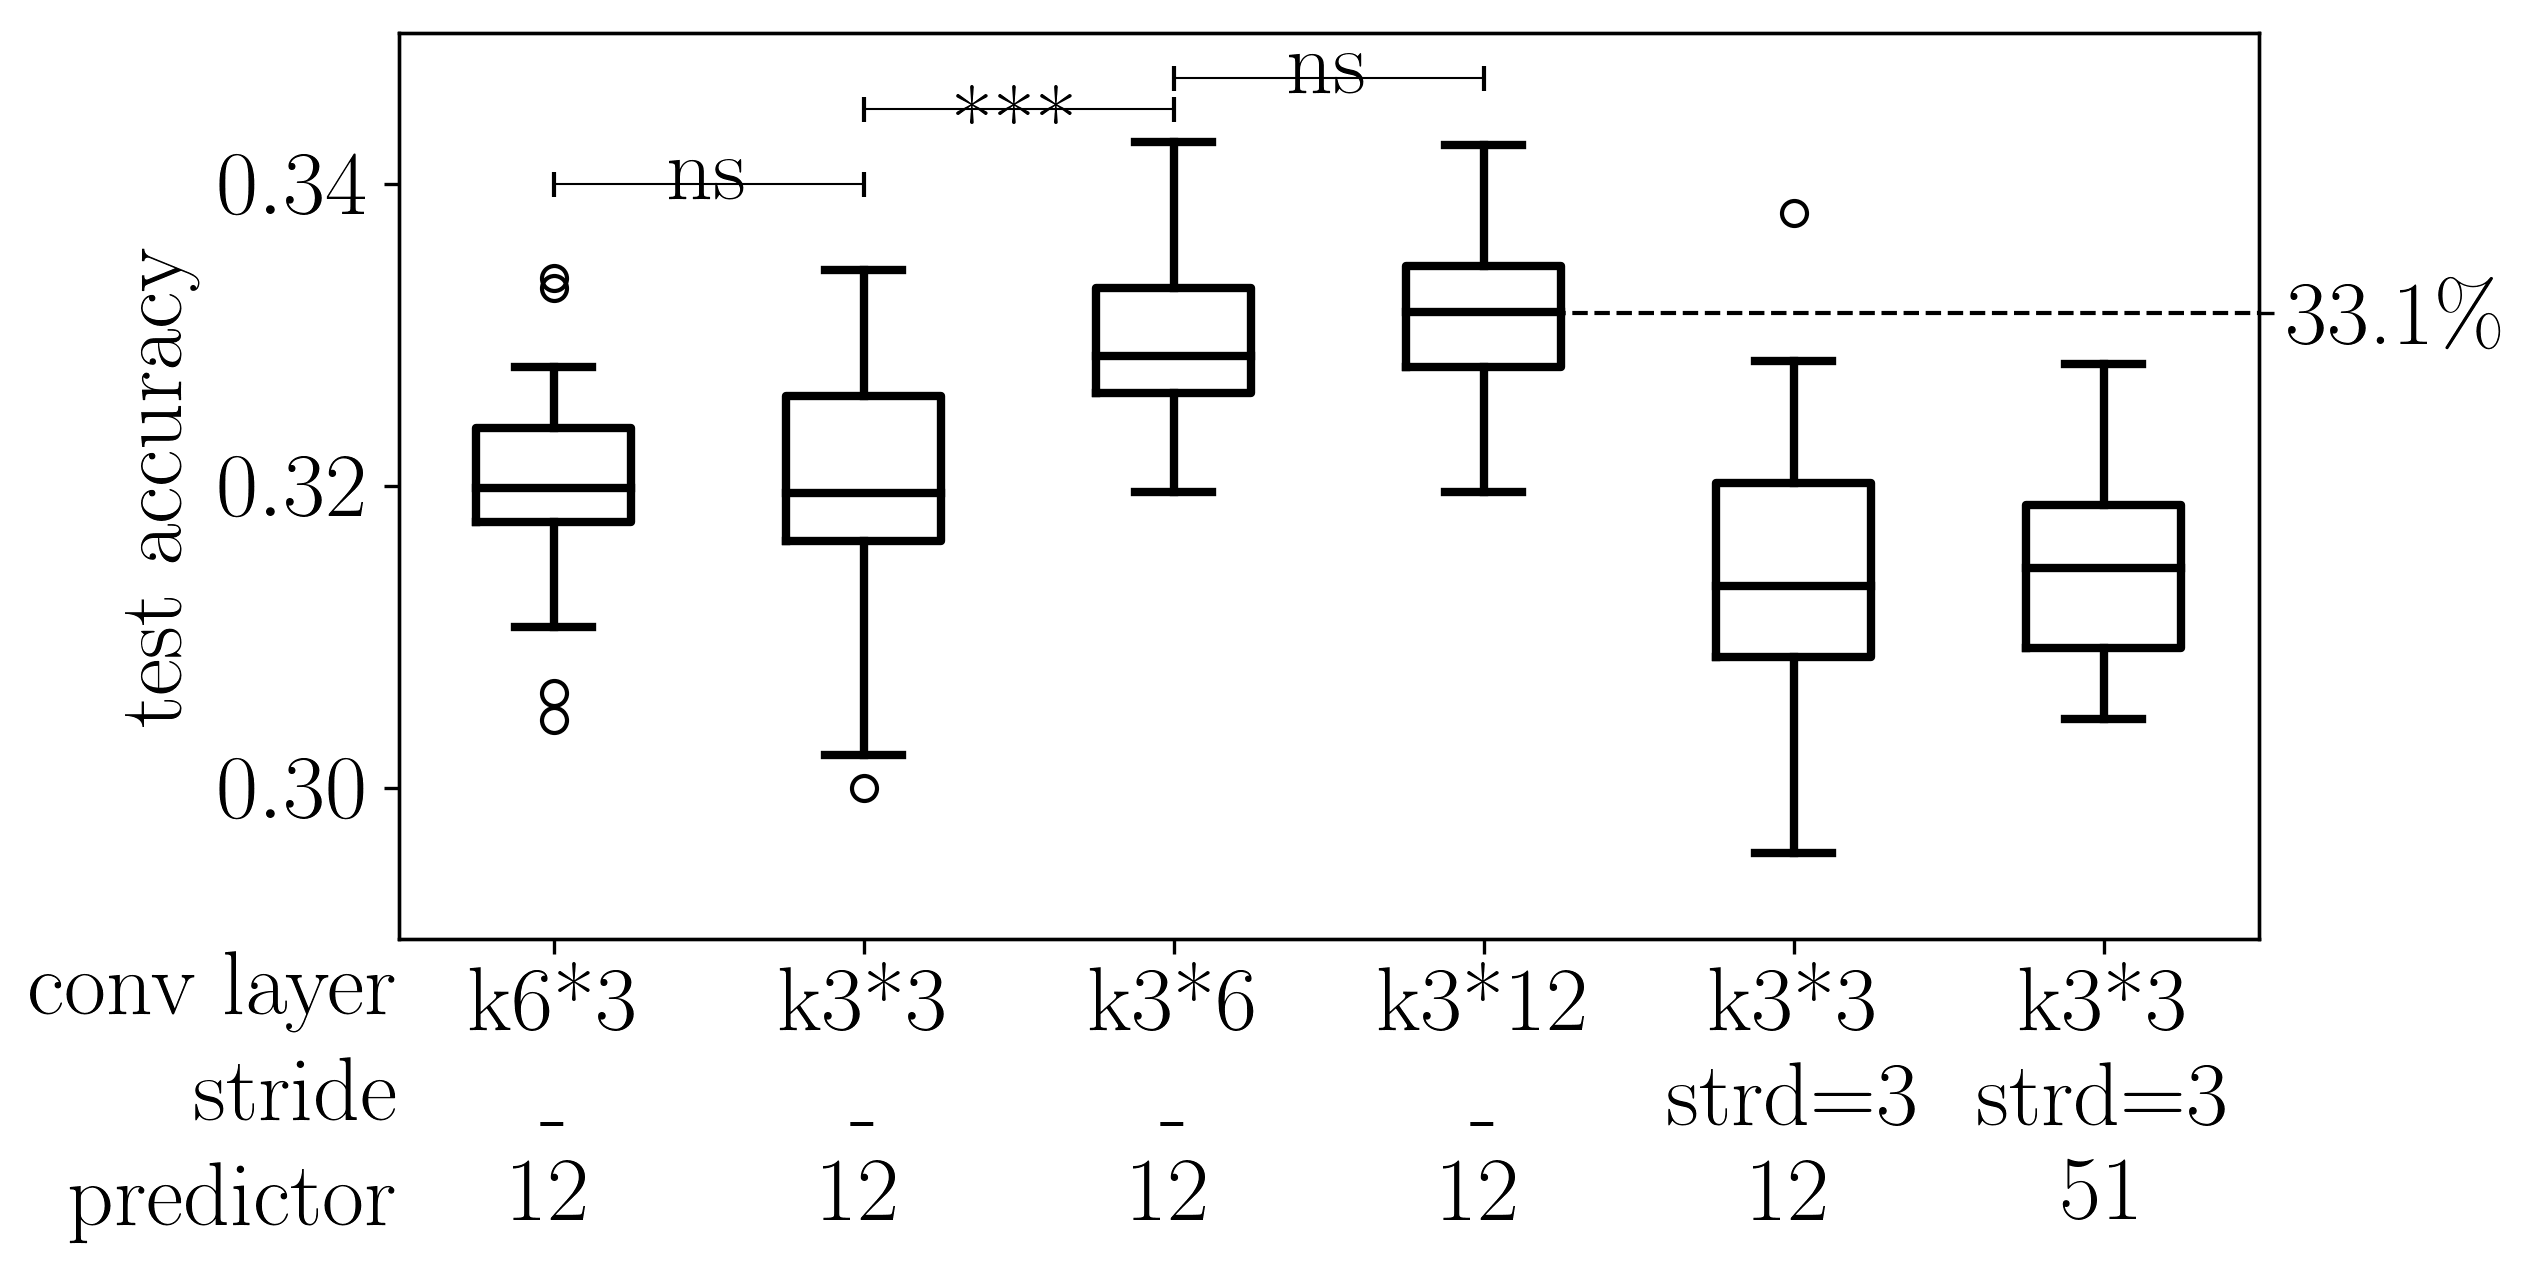 ns
***
ns
0.34
0.32
0.30
test accuracy
33.1%
conv layer k6*3 k3*3 k3*6 k3*12 k3*3 k3*3
stride - - - - strd=3 strd=3
predictor 12 12 12 12 12 51